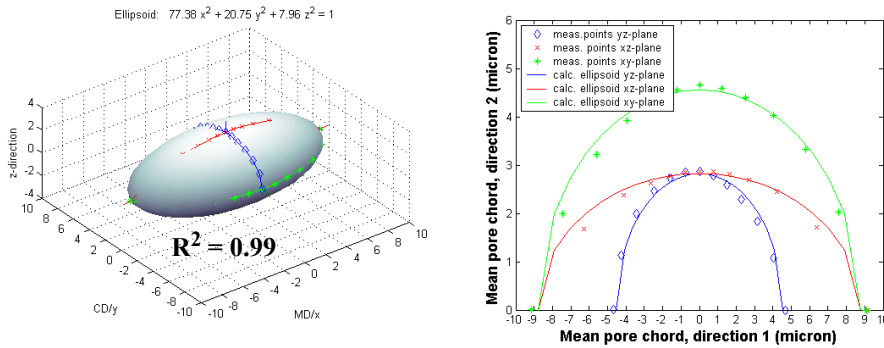 Ellipsoid: 77.38 x² + 20.75 y² + 7.96 z² = 1
z-direction
4
2
0
-2
-4
10
8
6
4
2
0
-2
-4
-6
-8
-10
CD/y
-10
-8
-6
-4
-2
0
2
4
6
8
10
MD/x
R² = 0.99
Mean pore chord, direction 2 (micron)
6
5
4
3
2
1
0
meas.points yz-plane
meas. points xz-plane
meas. points xy-plane
calc. ellipsoid yz-plane
calc. ellipsoid xz-plane
calc. ellipsoid xy-plane
-10 -9 -8 -7 -6 -5 -4 -3 -2 -1 0 1 2 3 4 5 6 7 8 9 10
Mean pore chord, direction 1 (micron)